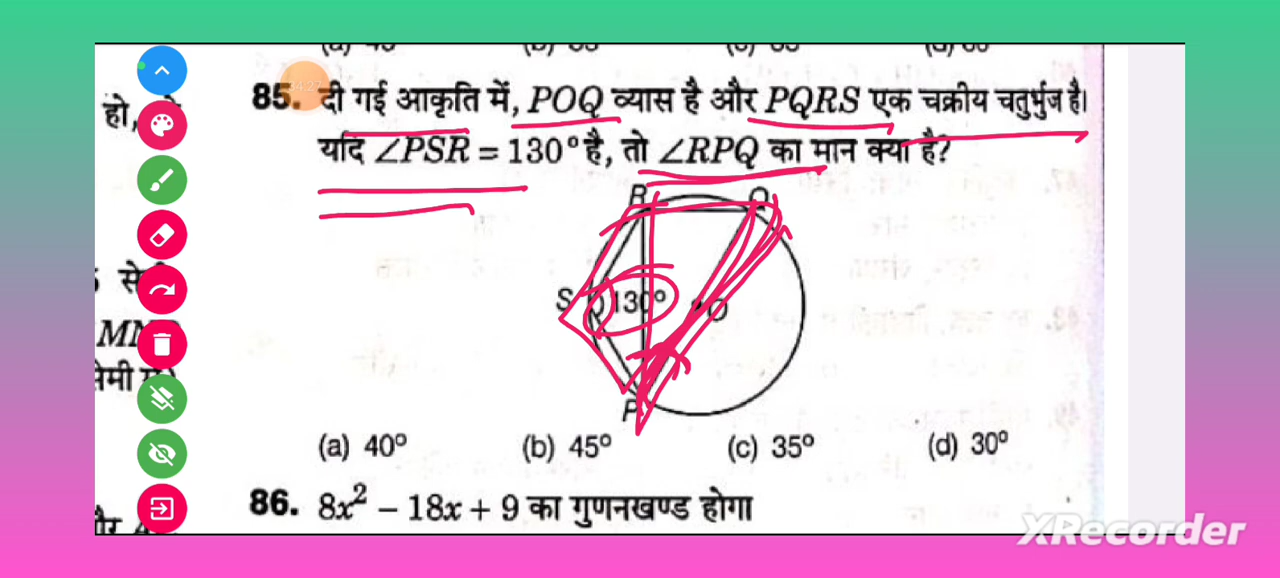 हो,
85. दी गई आकृति में, POQ व्यास है और PQRS एक चक्रीय चतुर्भुज है।
यदि ∠PSR = 130° है, तो ∠RPQ का मान क्या है?
R Q
S 130° O
P
से
MN
(a) 40° (b) 45° (c) 35° (d) 30°
86. 8x² – 18x + 9 का गुणनखण्ड होगा
XRecorder